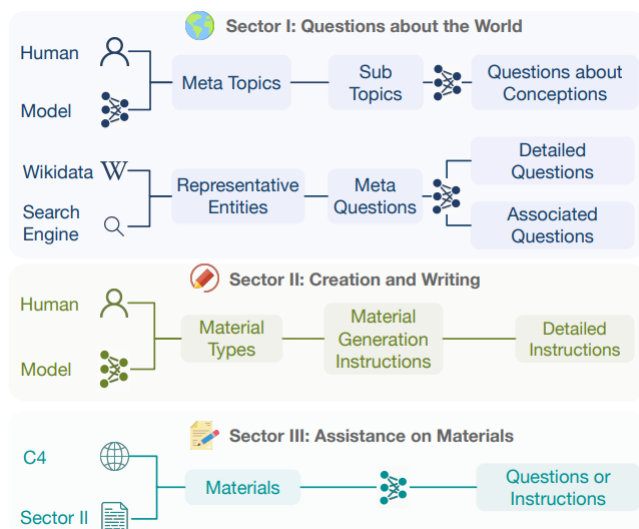 Sector I: Questions about the World
Human
Model
Meta Topics
Sub
Topics
Questions about
Conceptions
Wikidata
W
Search
Engine
Representative
Entities
Meta
Questions
Detailed
Questions
Associated
Questions
Sector II: Creation and Writing
Human
Model
Material
Types
Material
Generation
Instructions
Detailed
Instructions
Sector III: Assistance on Materials
C4
Sector II
Materials
Questions or
Instructions